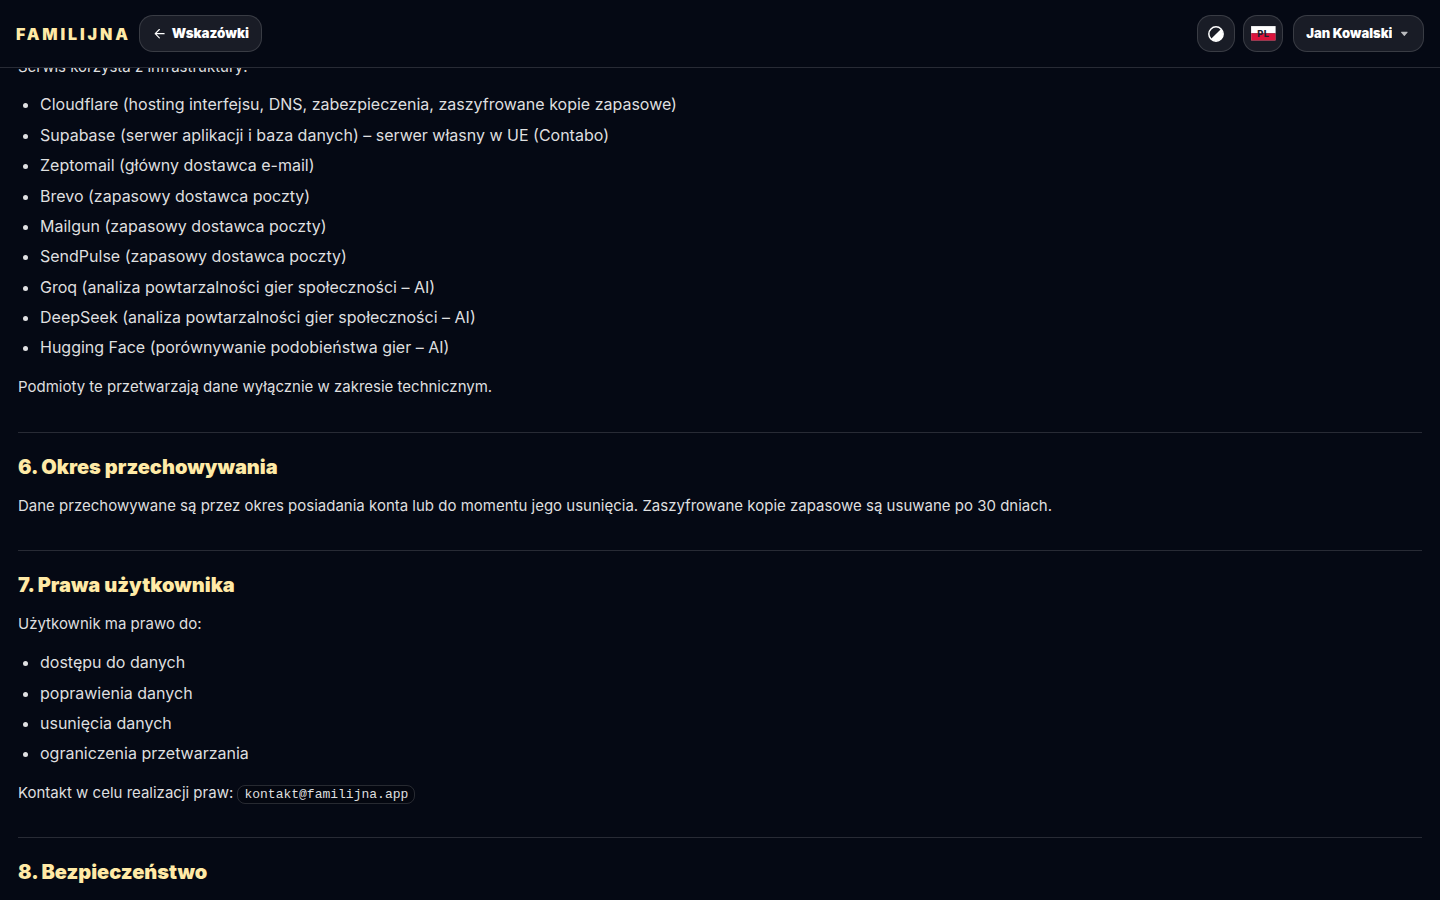 FAMILIJNA
← Wskazówki
PL
Jan Kowalski
Serwis korzysta z infrastruktury:
• Cloudflare (hosting interfejsu, DNS, zabezpieczenia, zaszyfrowane kopie zapasowe)
• Supabase (serwer aplikacji i baza danych) – serwer własny w UE (Contabo)
• Zeptomail (główny dostawca e-mail)
• Brevo (zapasowy dostawca poczty)
• Mailgun (zapasowy dostawca poczty)
• SendPulse (zapasowy dostawca poczty)
• Groq (analiza powtarzalności gier społeczności – AI)
• DeepSeek (analiza powtarzalności gier społeczności – AI)
• Hugging Face (porównywanie podobieństwa gier – AI)
Podmioty te przetwarzają dane wyłącznie w zakresie technicznym.
6. Okres przechowywania
Dane przechowywane są przez okres posiadania konta lub do momentu jego usunięcia. Zaszyfrowane kopie zapasowe są usuwane po 30 dniach.
7. Prawa użytkownika
Użytkownik ma prawo do:
• dostępu do danych
• poprawienia danych
• usunięcia danych
• ograniczenia przetwarzania
Kontakt w celu realizacji praw: kontakt@familijna.app
8. Bezpieczeństwo